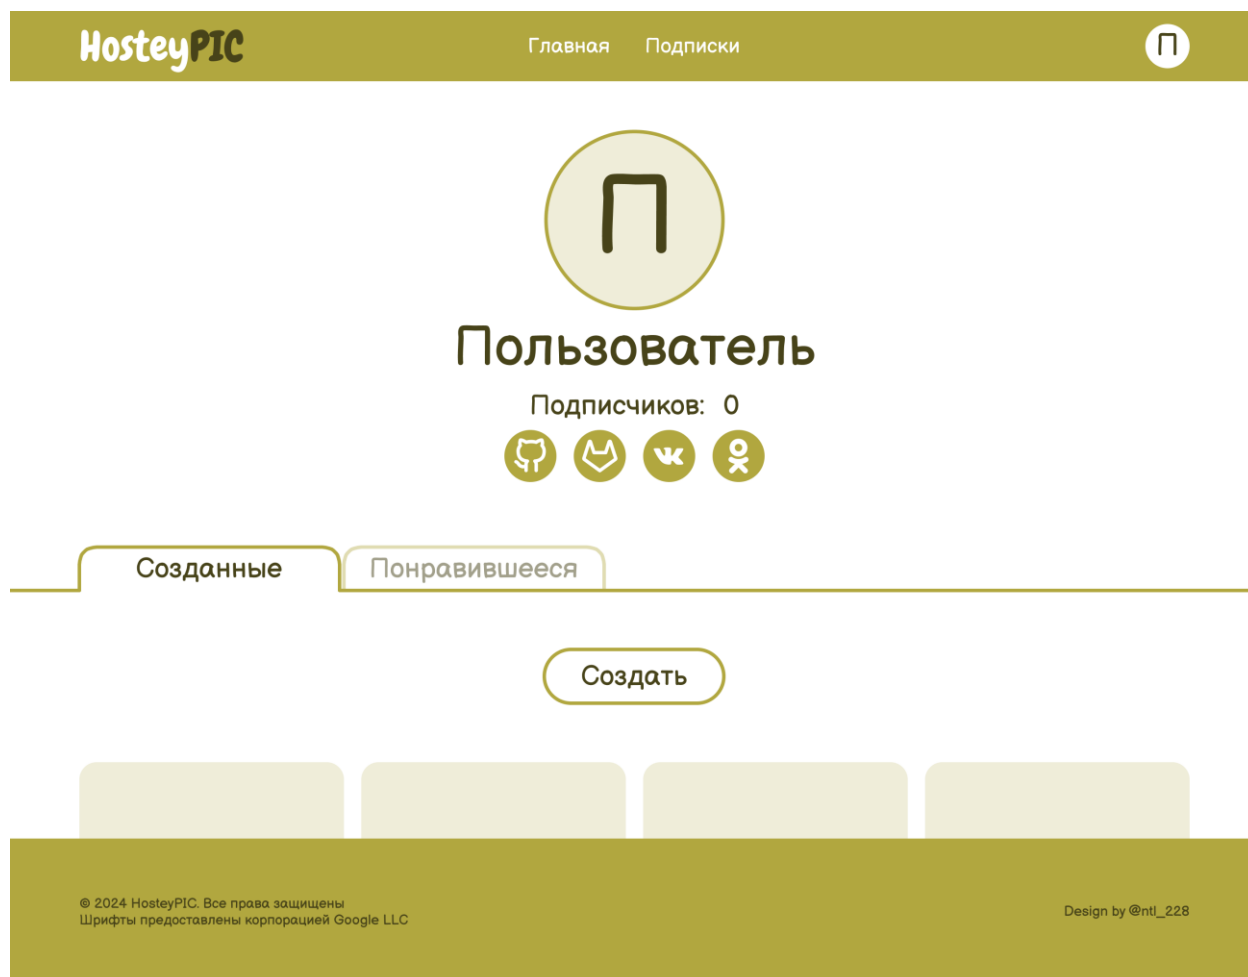 HosteyPIC
Главная Подписки
П
П
Пользователь
Подписчиков: 0
Созданные
Понравившееся
Создать
© 2024 HosteyPIC. Все права защищены
Шрифты предоставлены корпорацией Google LLC
Design by @ntl_228